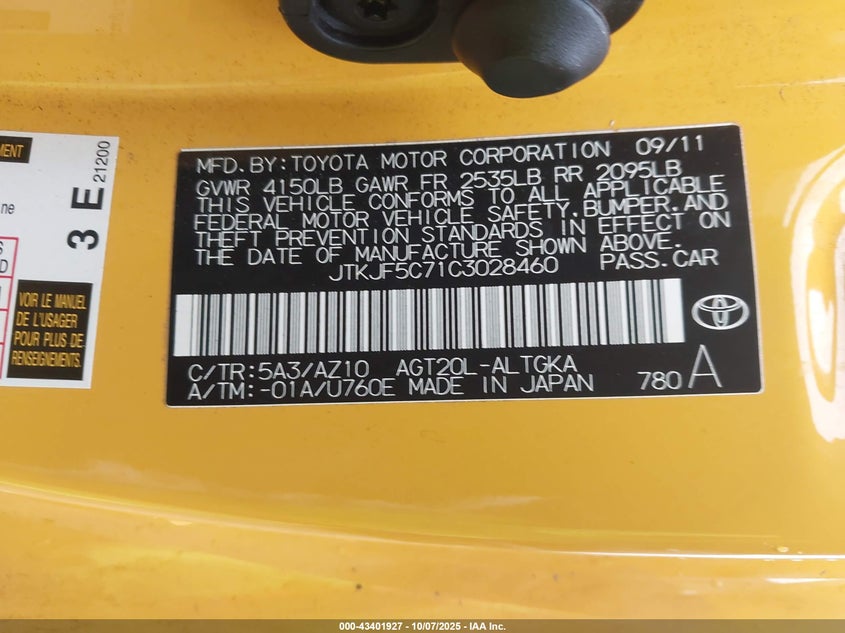 MENT
ne
S
D
3 E
21200
VOIR LE MANUEL
DE L'USAGER
POUR PLUS DE
RENSEIGNEMENTS.
MFD. BY: TOYOTA MOTOR CORPORATION 09/11
GVWR 4150LB GAWR FR 2535LB RR 2095LB
THIS VEHICLE CONFORMS TO ALL APPLICABLE
FEDERAL MOTOR VEHICLE SAFETY, BUMPER, AND
THEFT PREVENTION STANDARDS IN EFFECT ON
THE DATE OF MANUFACTURE SHOWN ABOVE.
JTKJF5C71C3028460 PASS. CAR
C/TR: 5A3/AZ10 AGT20L-ALTGKA
A/TM: -01A/U760E MADE IN JAPAN 780 A
000-43401927 - 10/07/2025 - IAA Inc.